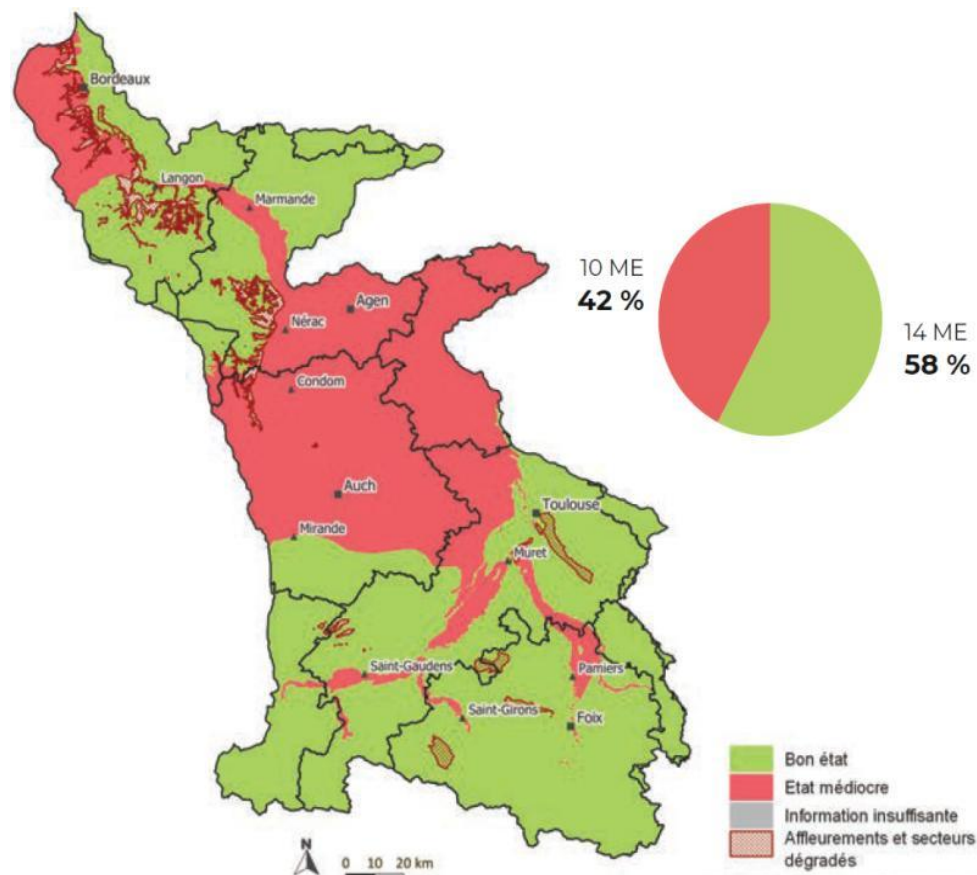 Bordeaux
Langon
Marmande
Agen
Nérac
Condom
Auch
Mirande
Toulouse
Muret
Saint-Gaudens
Pamiers
Saint-Girons
Foix
10 ME
42 %
14 ME
58 %
Bon état
Etat médiocre
Information insuffisante
Affleurements et secteurs
dégradés
N
0 10 20 km